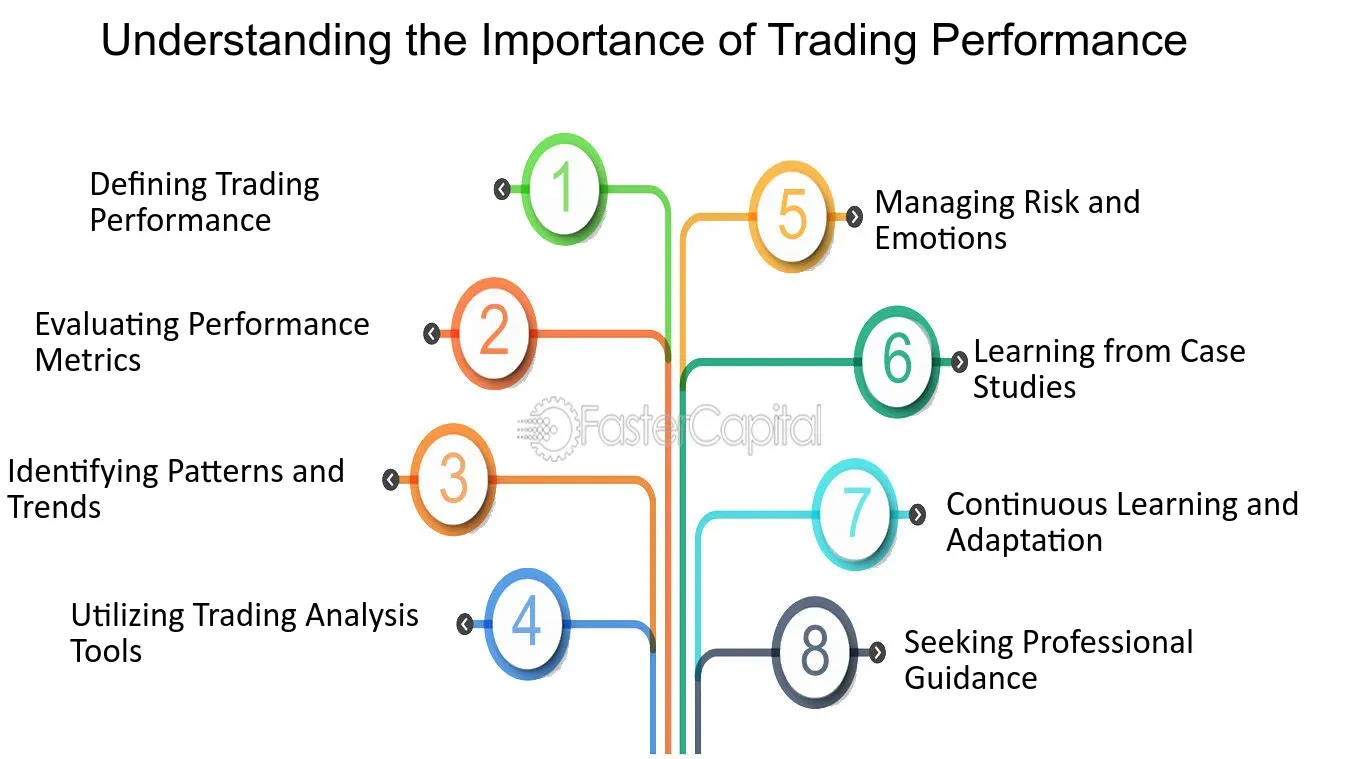 Understanding the Importance of Trading Performance
1
Defining Trading
Performance
2
Evaluating Performance
Metrics
3
Identifying Patterns and
Trends
4
Utilizing Trading Analysis
Tools
5
Managing Risk and
Emotions
6
Learning from Case
Studies
7
Continuous Learning and
Adaptation
8
Seeking Professional
Guidance
FasterCapital